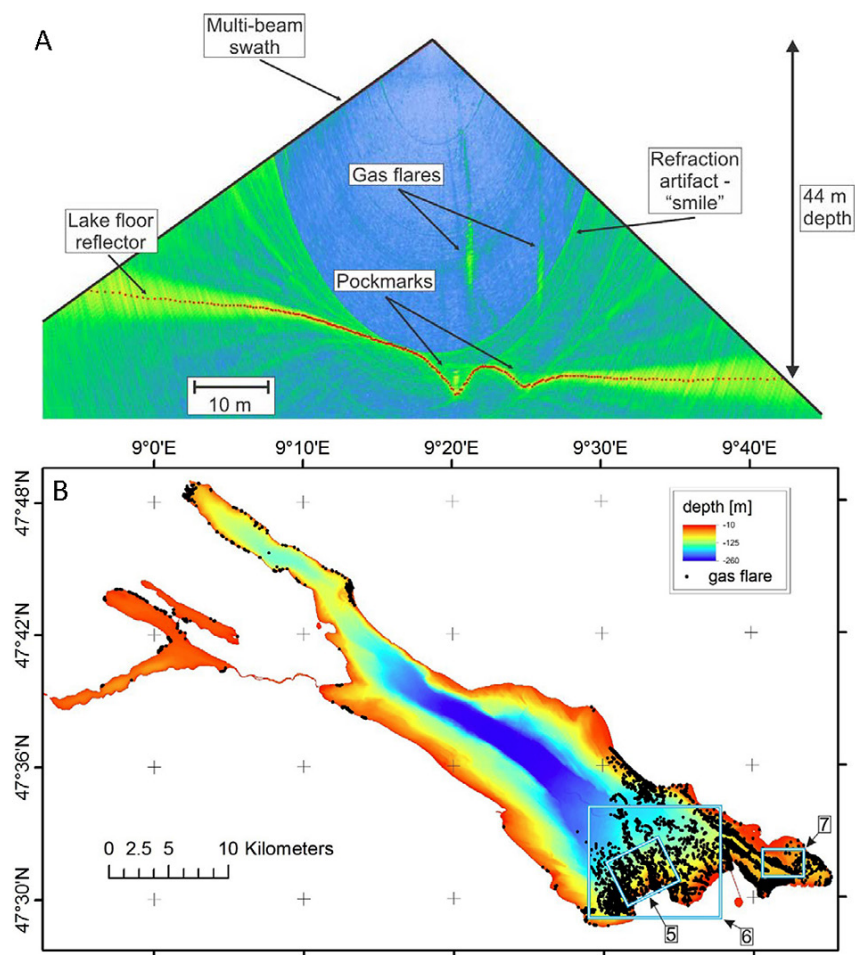 A
Multi-beam
swath
Gas flares
Refraction
artifact -
“smile”
44 m
depth
Lake floor
reflector
Pockmarks
10 m
9°0'E 9°10'E 9°20'E 9°30'E 9°40'E
B
47°48'N
47°42'N
47°36'N
47°30'N
depth [m]
-10
-125
-260
gas flare
0 2.5 5 10 Kilometers
7
5
6